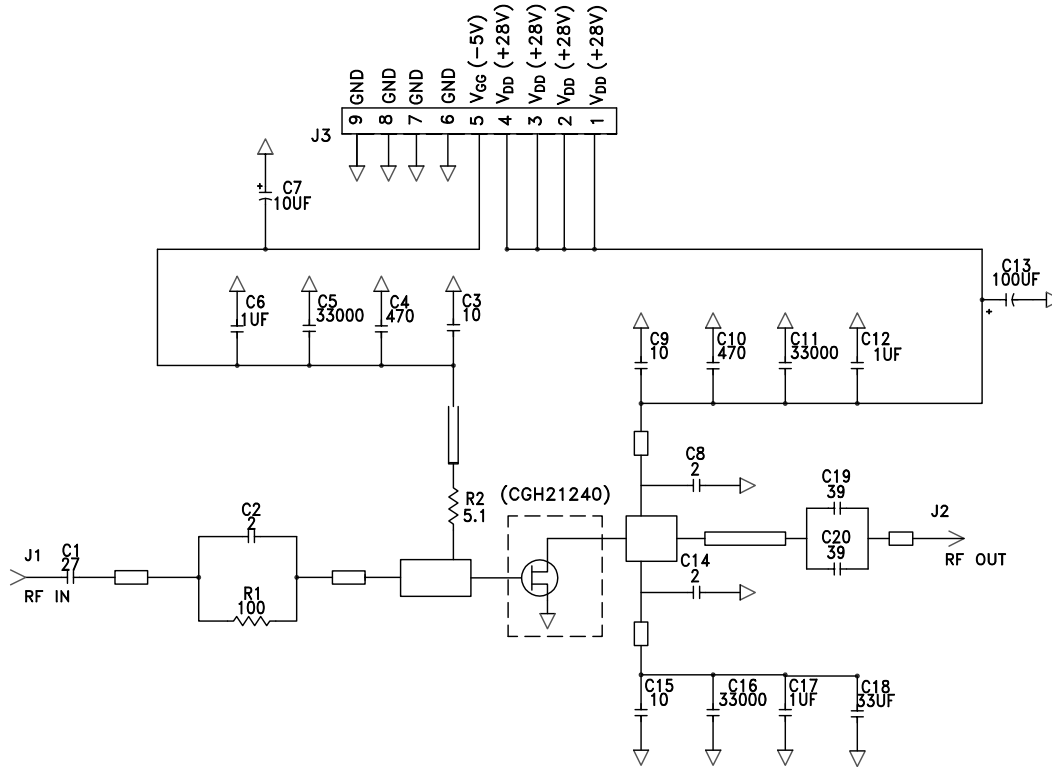 GND
GND
GND
GND
VGG (-5V)
VDD (+28V)
VDD (+28V)
VDD (+28V)
VDD (+28V)
9
8
7
6
5
4
3
2
1
J3
+
C7
10UF
C6
1UF
C5
33000
C4
470
C3
10
C13
100UF
+
C9
10
C10
470
C11
33000
C12
1UF
C8
2
R2
5.1
(CGH21240)
C19
39
C20
39
J2
RF OUT
J1
RF IN
C1
27
C2
2
R1
100
C14
2
C15
10
C16
33000
C17
1UF
C18
33UF